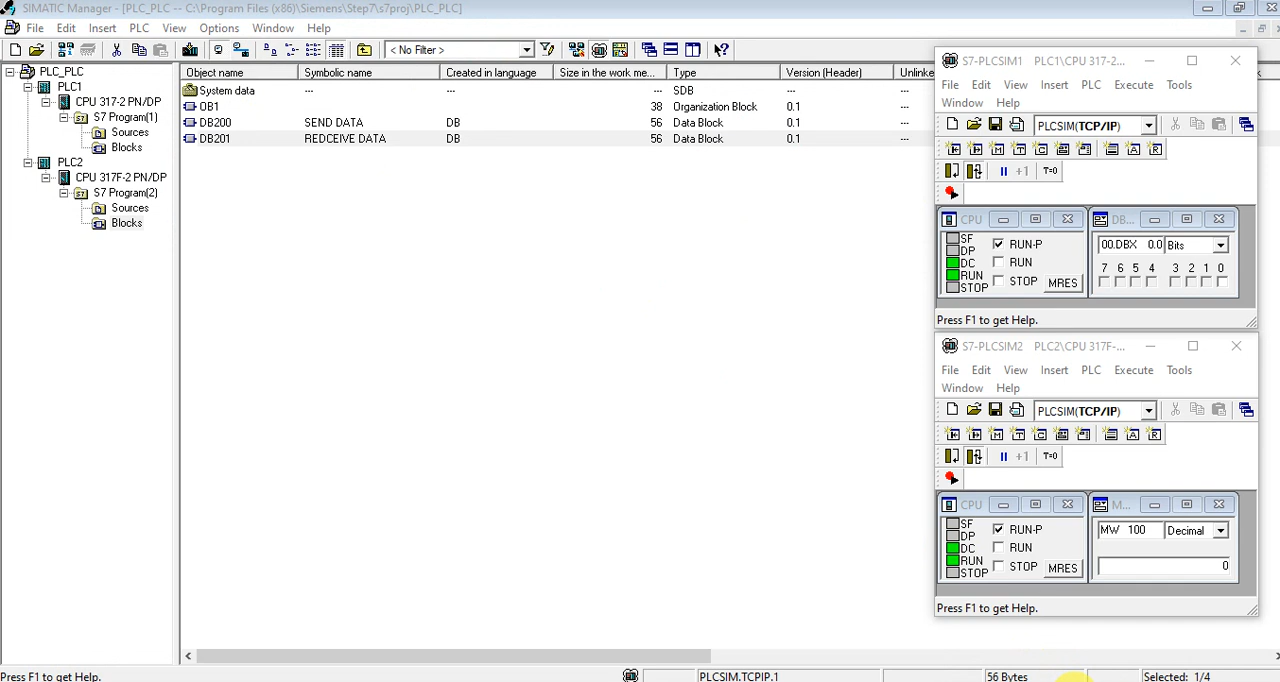 SIMATIC Manager - [PLC_PLC -- C:\Program Files (x86)\Siemens\Step7\s7proj\PLC_PLC]
File Edit Insert PLC View Options Window Help
< No Filter >
PLC_PLC
PLC1
CPU 317-2 PN/DP
S7 Program(1)
Sources
Blocks
PLC2
CPU 317F-2 PN/DP
S7 Program(2)
Sources
Blocks
Object name Symbolic name Created in language Size in the work me... Type Version (Header) Unlinke
System data --- --- --- SDB --- ---
OB1 38 Organization Block 0.1 ---
DB200 SEND DATA DB 56 Data Block 0.1 ---
DB201 REDCEIVE DATA DB 56 Data Block 0.1 ---
S7-PLCSIM1 PLC1\CPU 317-2...
File Edit View Insert PLC Execute Tools
Window Help
PLCSIM(TCP/IP)
+1 T=0
CPU
SF
DP
DC
RUN
STOP
RUN-P
RUN
STOP MRES
DB...
00.DBX 0.0 Bits
7 6 5 4 3 2 1 0
Press F1 to get Help.
S7-PLCSIM2 PLC2\CPU 317F-...
File Edit View Insert PLC Execute Tools
Window Help
PLCSIM(TCP/IP)
+1 T=0
CPU
SF
DP
DC
RUN
STOP
RUN-P
RUN
STOP MRES
M...
MW 100 Decimal
0
Press F1 to get Help.
Press F1 to get Help. PLCSIM.TCPIP.1 56 Bytes Selected: 1/4